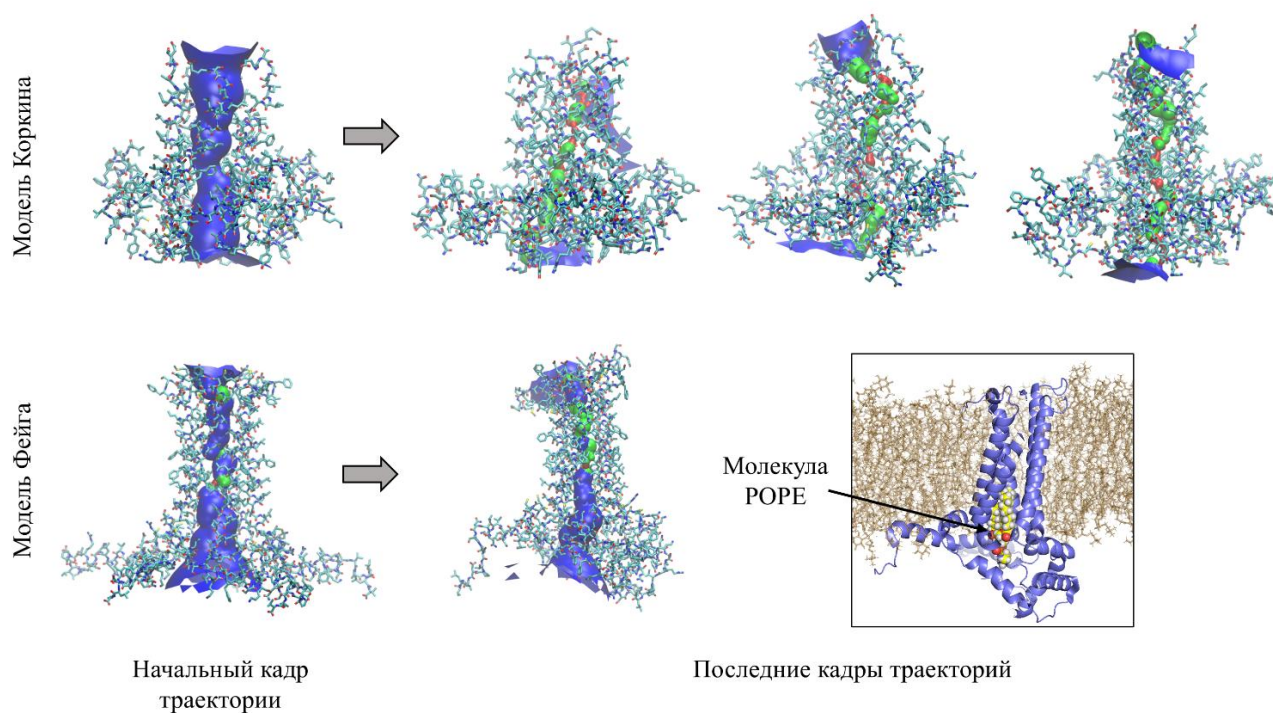 Модель Коркина
Модель Фейга
Молекула
POPE
Начальный кадр
траектории
Последние кадры траекторий